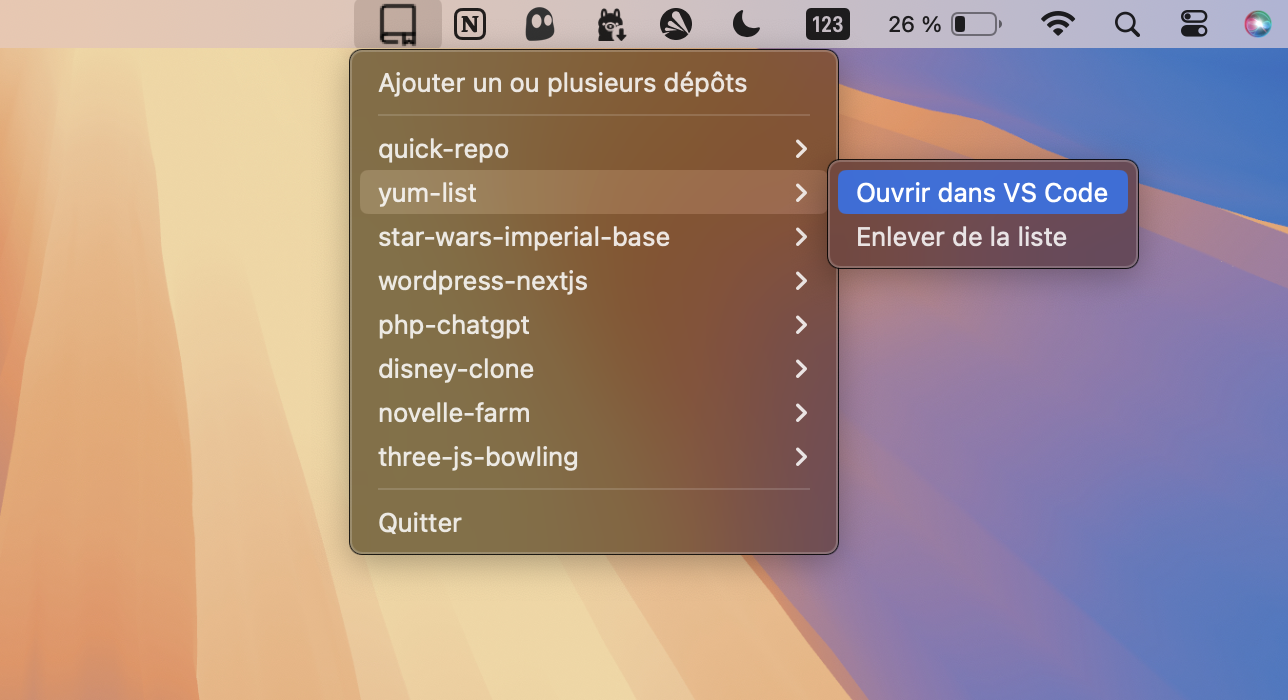 N
123
26 %
Ajouter un ou plusieurs dépôts
quick-repo
yum-list
Ouvrir dans VS Code
star-wars-imperial-base
Enlever de la liste
wordpress-nextjs
php-chatgpt
disney-clone
novelle-farm
three-js-bowling
Quitter